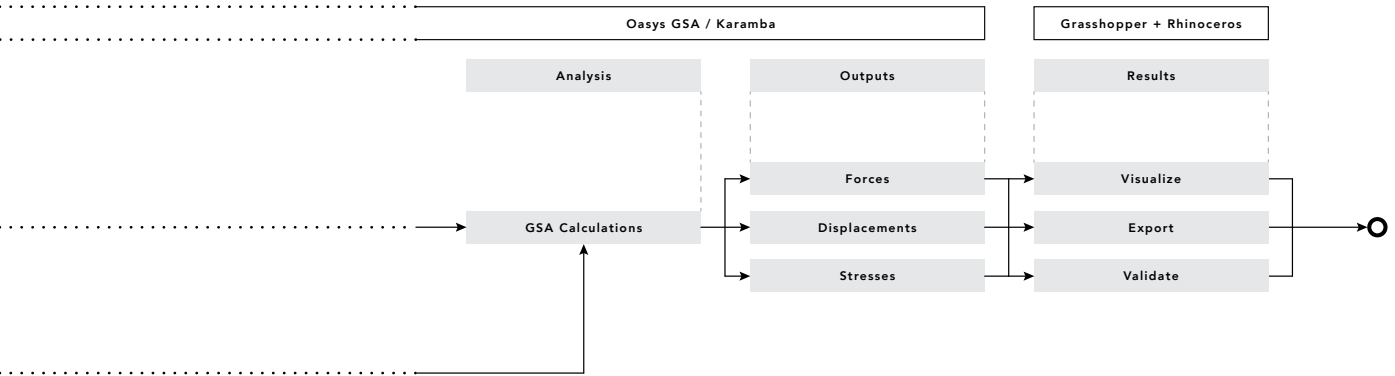 Oasys GSA / Karamba
Grasshopper + Rhinoceros
Analysis
Outputs
Results
Forces
Visualize
GSA Calculations
Displacements
Export
Stresses
Validate